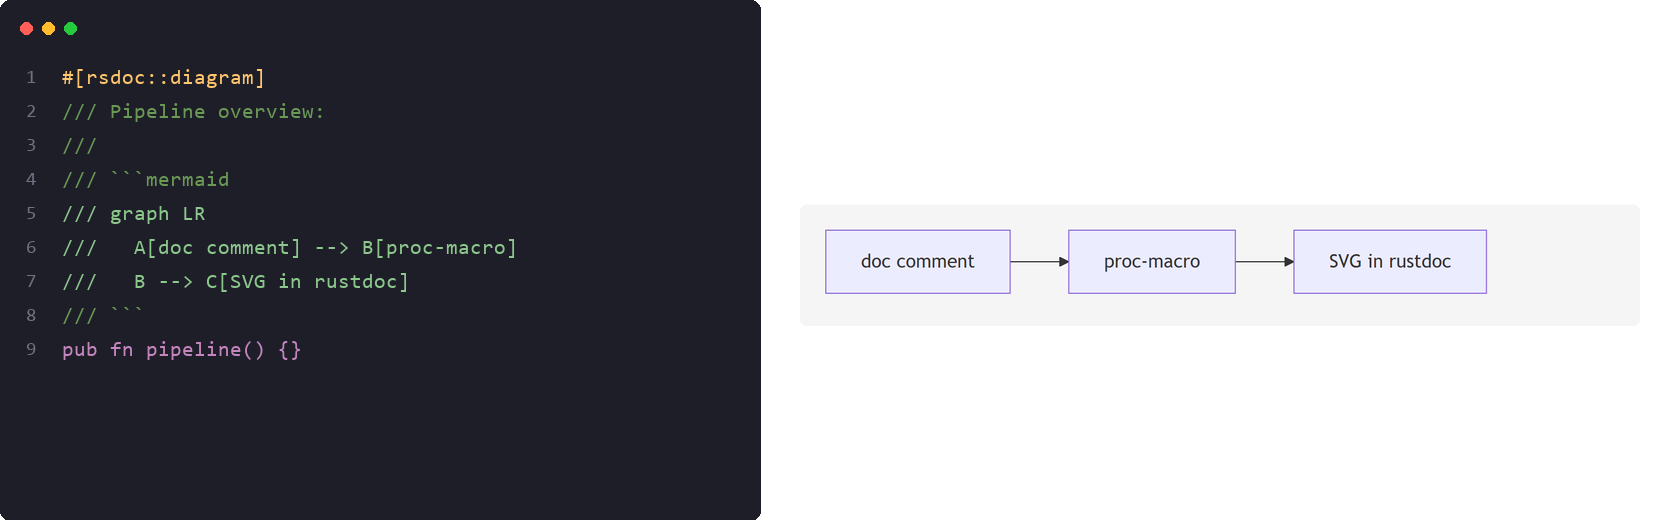 1 #[rsdoc::diagram]
2 /// Pipeline overview:
3 ///
4 /// ```mermaid
5 /// graph LR
6 ///   A[doc comment] --> B[proc-macro]
7 ///   B --> C[SVG in rustdoc]
8 /// ```
9 pub fn pipeline() {}
doc comment
proc-macro
SVG in rustdoc